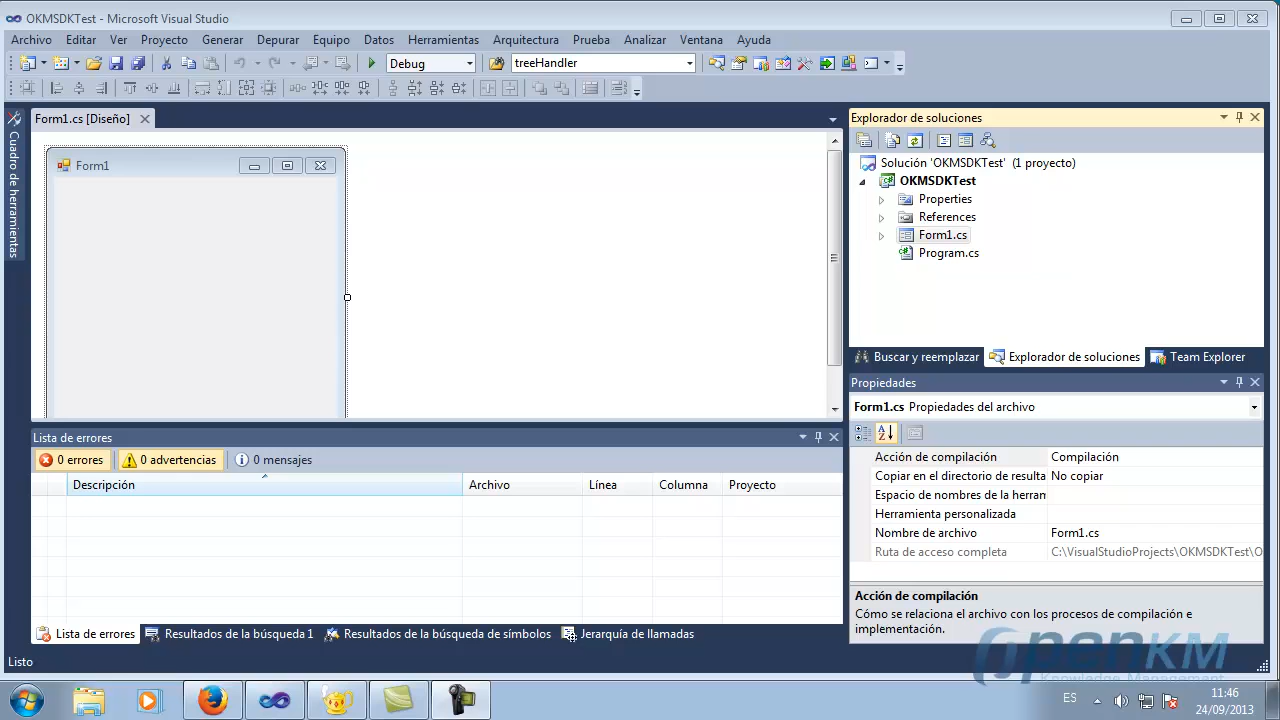 OKMSDKTest - Microsoft Visual Studio
Archivo Editar Ver Proyecto Generar Depurar Equipo Datos Herramientas Arquitectura Prueba Analizar Ventana Ayuda
Debug treeHandler
Cuadro de herramientas
Form1.cs [Diseño]
Form1
Explorador de soluciones
Solución 'OKMSDKTest' (1 proyecto)
OKMSDKTest
Properties
References
Form1.cs
Program.cs
Buscar y reemplazar Explorador de soluciones Team Explorer
Propiedades
Form1.cs Propiedades del archivo
Acción de compilación Compilación
Copiar en el directorio de resulta No copiar
Espacio de nombres de la herran
Herramienta personalizada
Nombre de archivo Form1.cs
Ruta de acceso completa C:\VisualStudioProjects\OKMSDKTest\O
Acción de compilación
Cómo se relaciona el archivo con los procesos de compilación e
implementación.
Lista de errores
0 errores 0 advertencias 0 mensajes
Descripción Archivo Línea Columna Proyecto
Lista de errores Resultados de la búsqueda 1 Resultados de la búsqueda de símbolos Jerarquía de llamadas
Listo
OpenKM
Knowledge Management
ES 11:46
24/09/2013